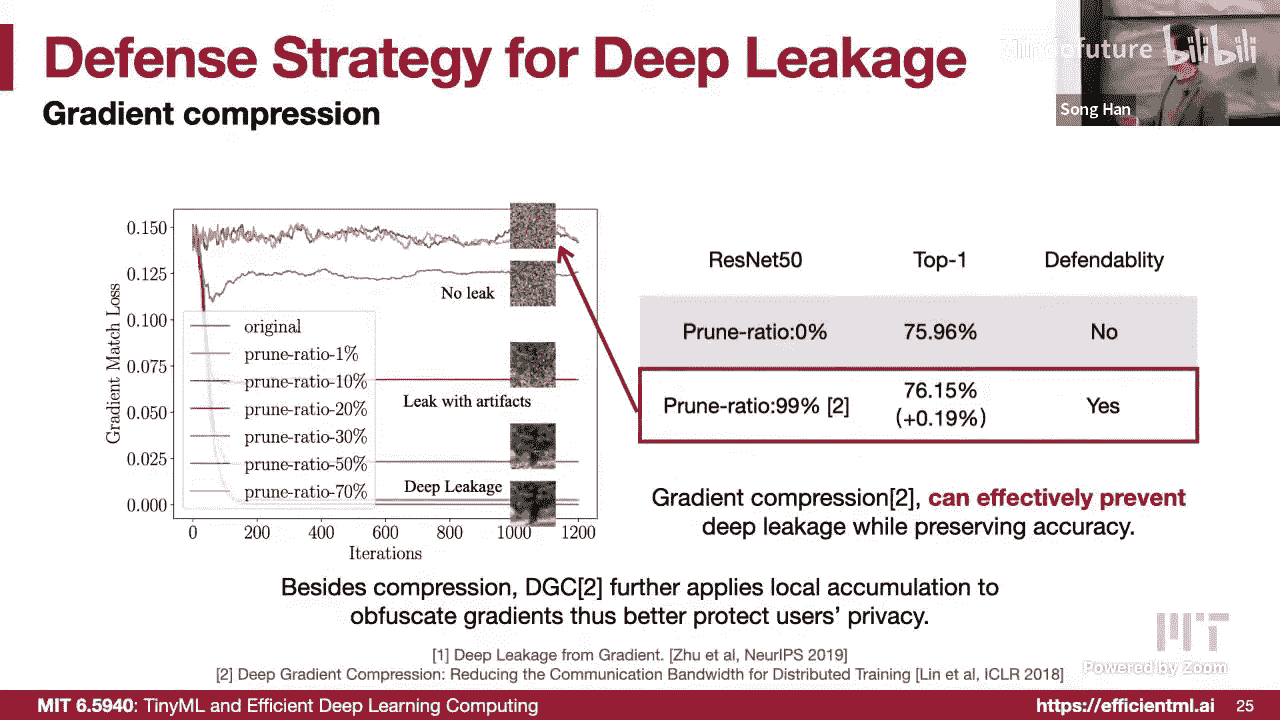 Defense Strategy for Deep Leakage
Gradient compression
Mindofuture bilibili
Song Han
0.150
0.125
0.100
0.075
0.050
0.025
0.000
Gradient Match Loss
original
prune-ratio-1%
prune-ratio-10%
prune-ratio-20%
prune-ratio-30%
prune-ratio-50%
prune-ratio-70%
No leak
Leak with artifacts
Deep Leakage
0 200 400 600 800 1000 1200
Iterations
ResNet50 Top-1 Defendablity
Prune-ratio:0% 75.96% No
Prune-ratio:99% [2] 76.15% (+0.19%) Yes
Gradient compression[2], can effectively prevent
deep leakage while preserving accuracy.
Besides compression, DGC[2] further applies local accumulation to
obfuscate gradients thus better protect users’ privacy.
[1] Deep Leakage from Gradient. [Zhu et al, NeurIPS 2019]
[2] Deep Gradient Compression: Reducing the Communication Bandwidth for Distributed Training [Lin et al, ICLR 2018]
MIT
Powered by Zoom
MIT 6.5940: TinyML and Efficient Deep Learning Computing
https://efficientml.ai 25